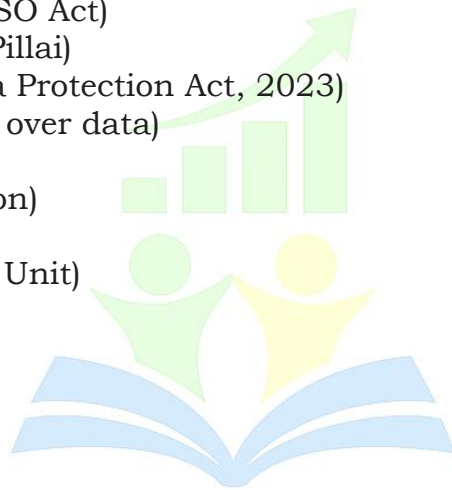 SO Act)
Pillai)
a Protection Act, 2023)
over data)
on)
Unit)